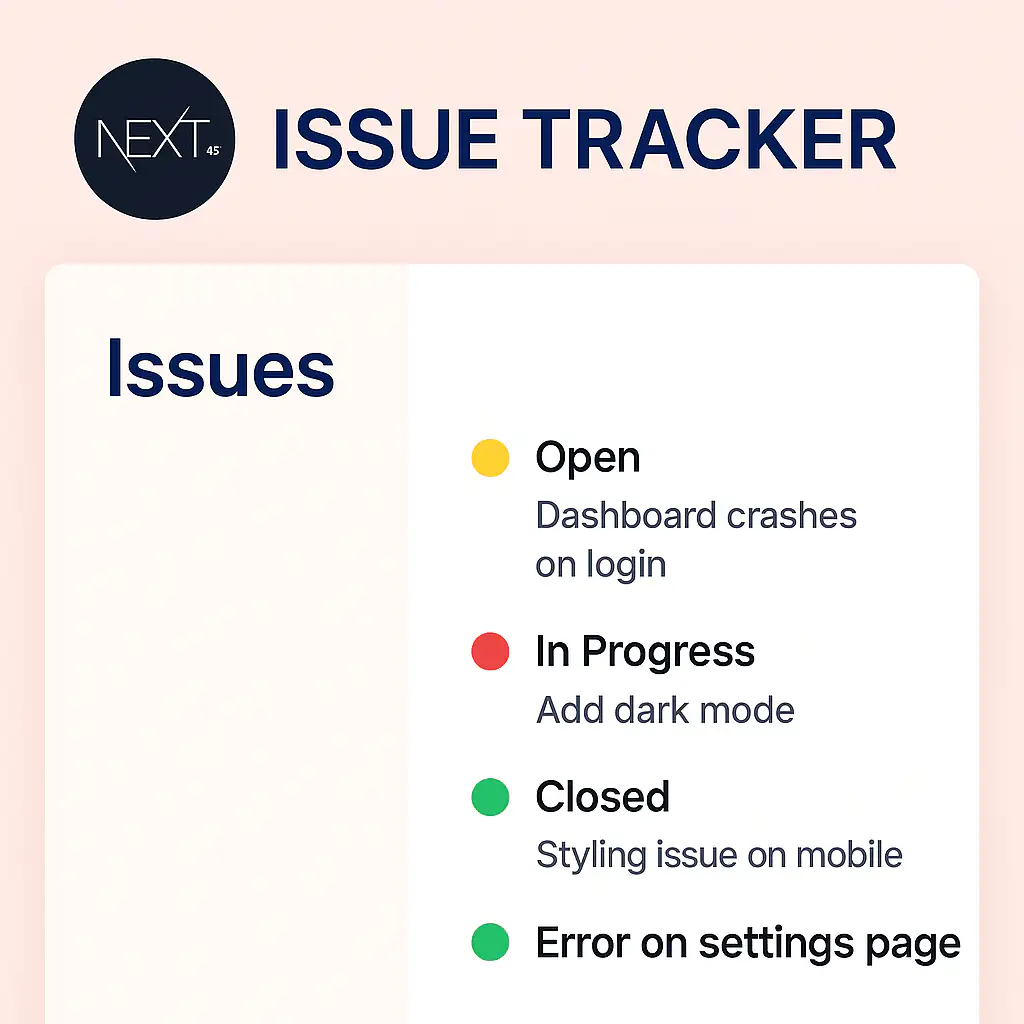 NEXT 45°
ISSUE TRACKER
Issues
Open
Dashboard crashes
on login
In Progress
Add dark mode
Closed
Styling issue on mobile
Error on settings page